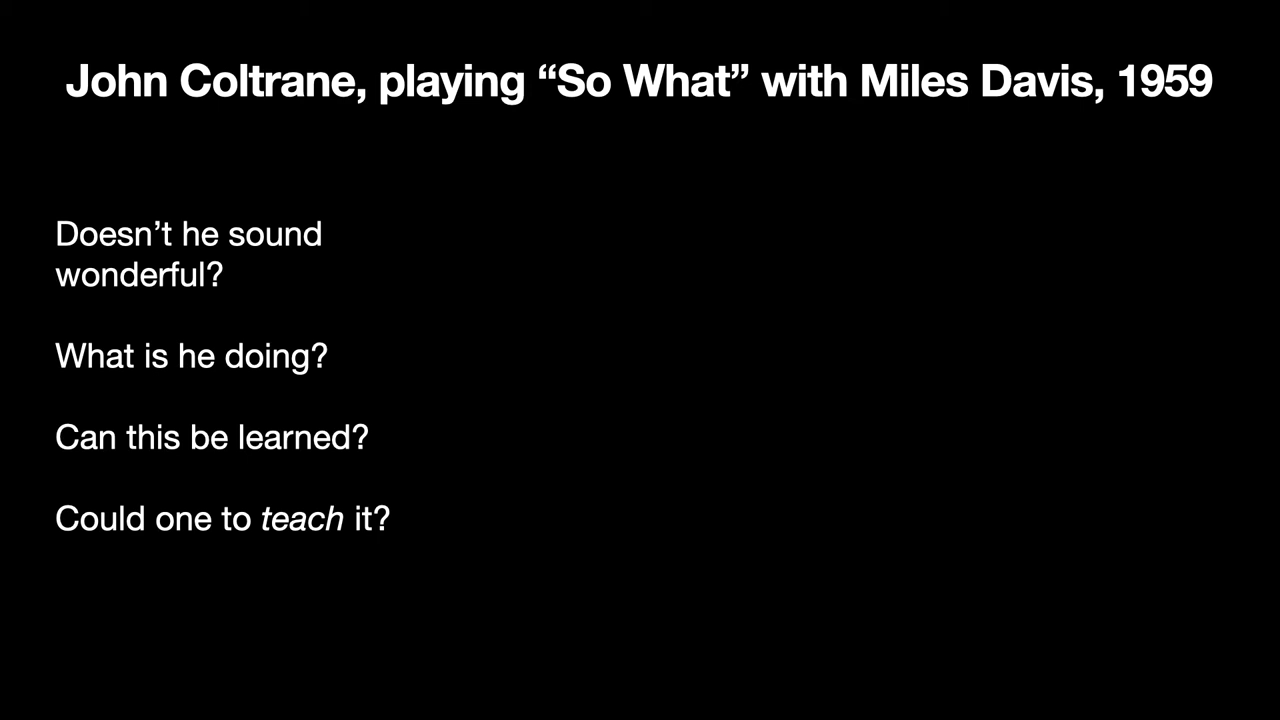 John Coltrane, playing “So What” with Miles Davis, 1959
Doesn’t he sound
wonderful?
What is he doing?
Can this be learned?
Could one to teach it?